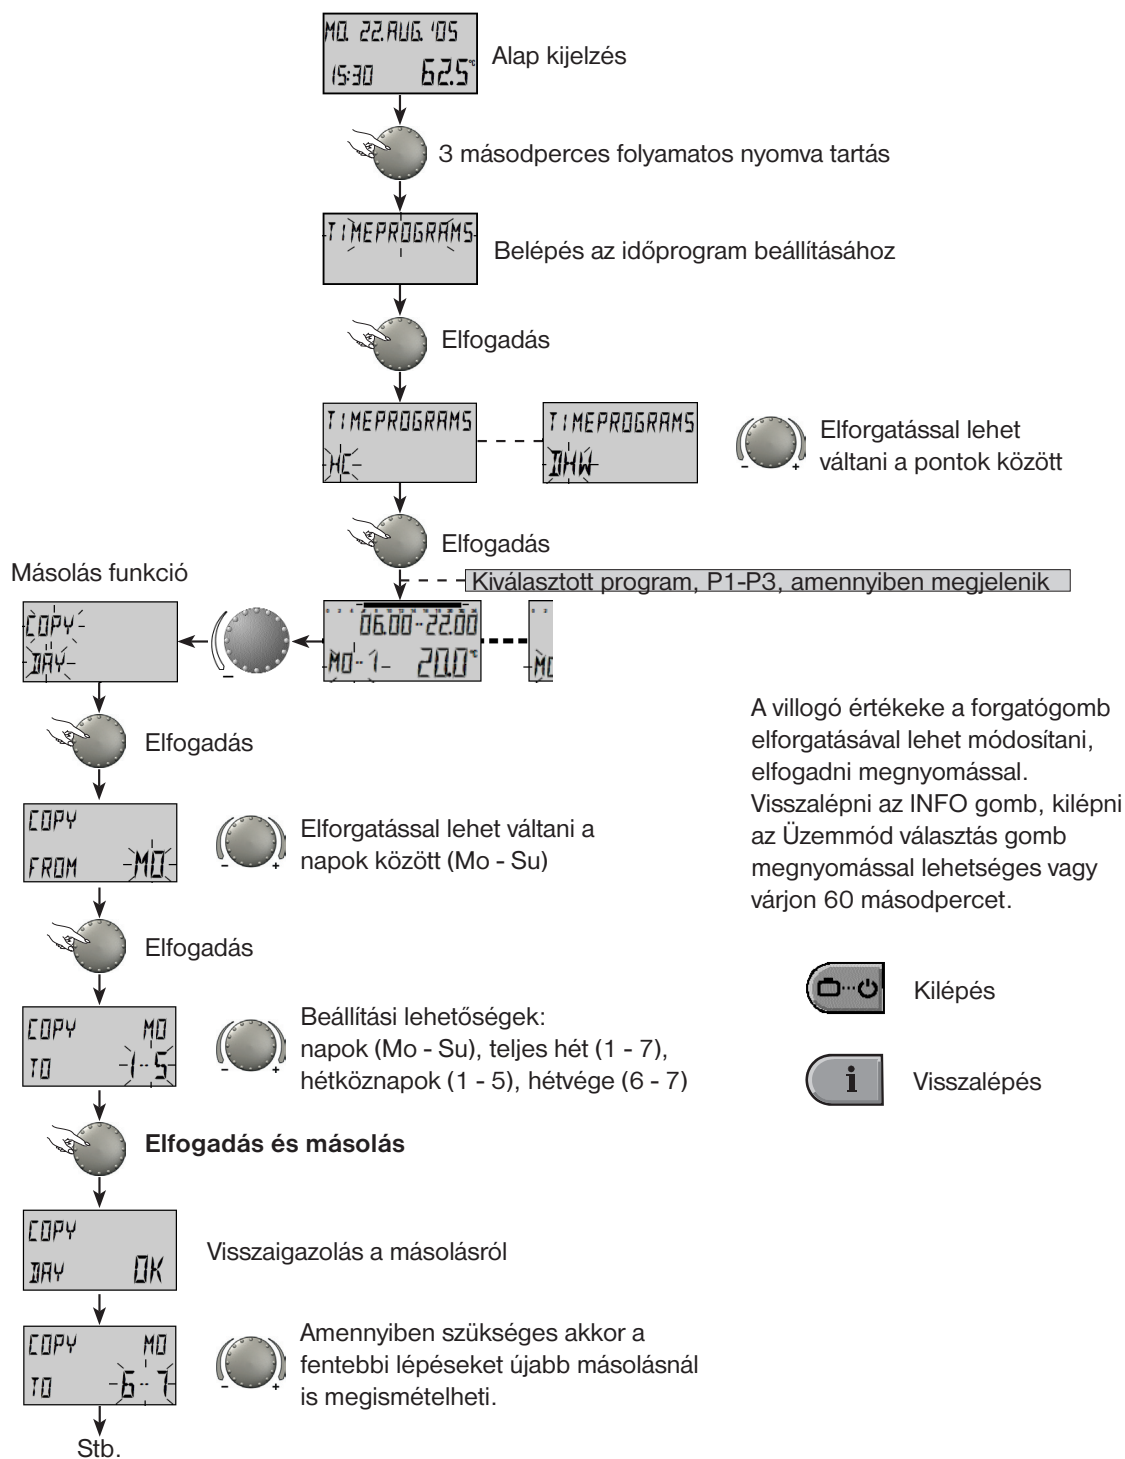 MO. 22.AUG. '05
15:30 62.5 °C
Alap kijelzés
3 másodperces folyamatos nyomva tartás
TIMEPROGRAMS
Belépés az időprogram beállításához
Elfogadás
TIMEPROGRAMS
HC
TIMEPROGRAMS
DHW
- +
Elforgatással lehet
váltani a pontok között
Elfogadás
Kiválasztott program, P1-P3, amennyiben megjelenik
Másolás funkció
COPY
DAY
-
06.00--22.00
MO--1 20.0 °C
MO
A villogó értékeke a forgatógomb
elforgatásával lehet módosítani,
elfogadni megnyomással.
Visszalépni az INFO gomb, kilépni
az Üzemmód választás gomb
megnyomással lehetséges vagy
várjon 60 másodpercet.
Elfogadás
COPY
FROM MO
- +
Elforgatással lehet váltani a
napok között (Mo - Su)
Elfogadás
Kilépés
COPY MO
TO 1--5
- +
Beállítási lehetőségek:
napok (Mo - Su), teljes hét (1 - 7),
hétköznapok (1 - 5), hétvége (6 - 7)
i
Visszalépés
Elfogadás és másolás
COPY
DAY OK
Visszaigazolás a másolásról
COPY MO
TO 6--7
- +
Amennyiben szükséges akkor a
fentebbi lépéseket újabb másolásnál
is megismételheti.
Stb.